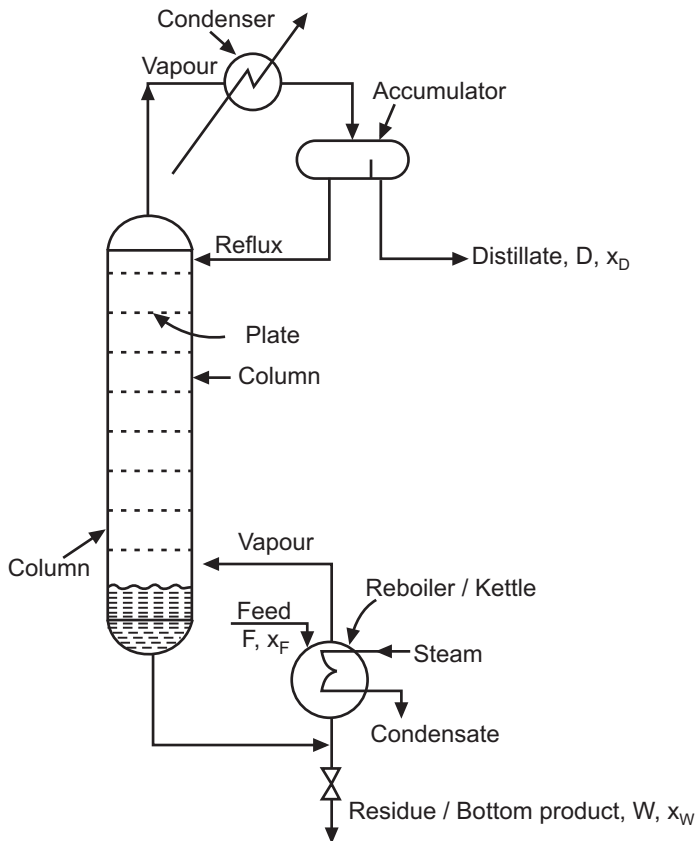 Condenser
Vapour
Accumulator
Reflux
Distillate, D, x_D
Plate
Column
Vapour
Column
Reboiler / Kettle
Feed
F, x_F
Steam
Condensate
Residue / Bottom product, W, x_W